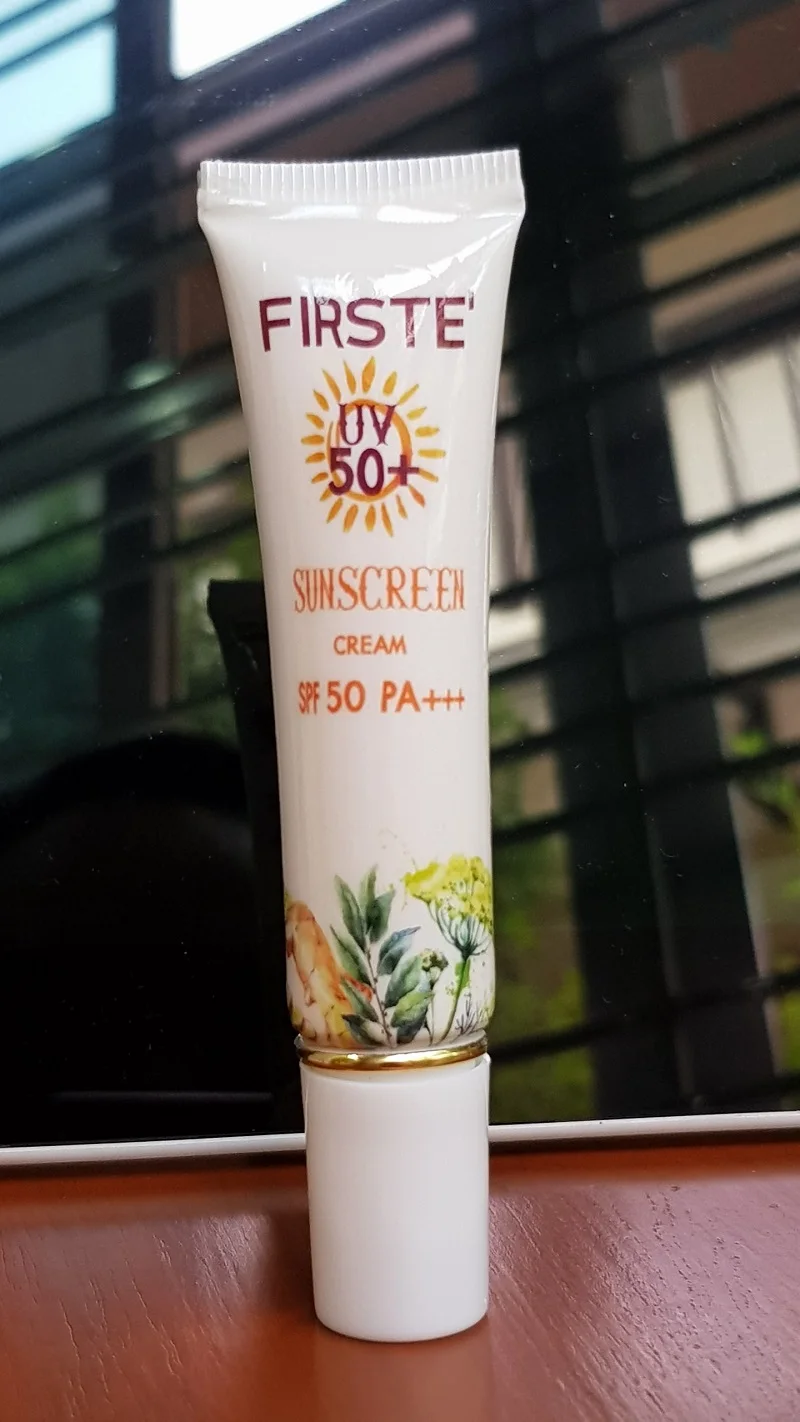 FIRSTE'
UV
50+
SUNSCREEN
CREAM
SPF 50 PA+++